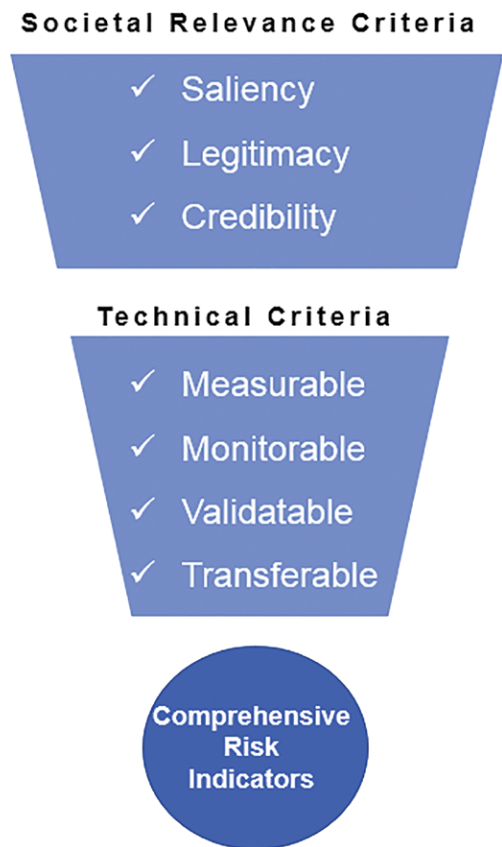 Societal Relevance Criteria
✓ Saliency
✓ Legitimacy
✓ Credibility
Technical Criteria
✓ Measurable
✓ Monitorable
✓ Validatable
✓ Transferable
Comprehensive
Risk
Indicators